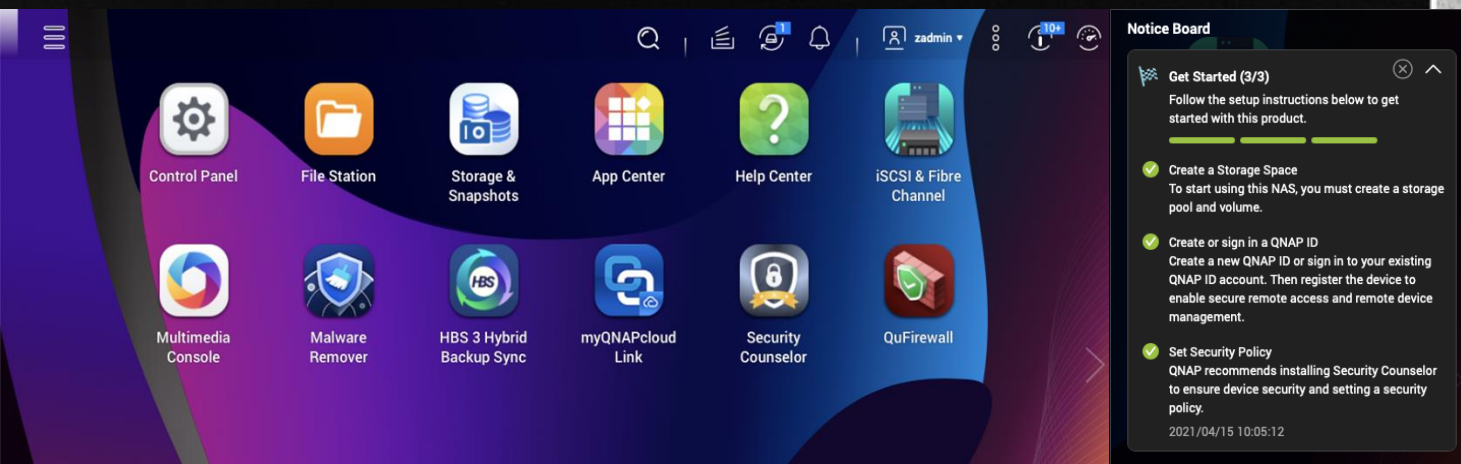 1
zadmin
10+
Control Panel
File Station
Storage &
Snapshots
App Center
Help Center
iSCSI & Fibre
Channel
HBS
Multimedia
Console
Malware
Remover
HBS 3 Hybrid
Backup Sync
myQNAPcloud
Link
Security
Counselor
QuFirewall
Notice Board
Get Started (3/3)
Follow the setup instructions below to get
started with this product.
Create a Storage Space
To start using this NAS, you must create a storage
pool and volume.
Create or sign in a QNAP ID
Create a new QNAP ID or sign in to your existing
QNAP ID account. Then register the device to
enable secure remote access and remote device
management.
Set Security Policy
QNAP recommends installing Security Counselor
to ensure device security and setting a security
policy.
2021/04/15 10:05:12